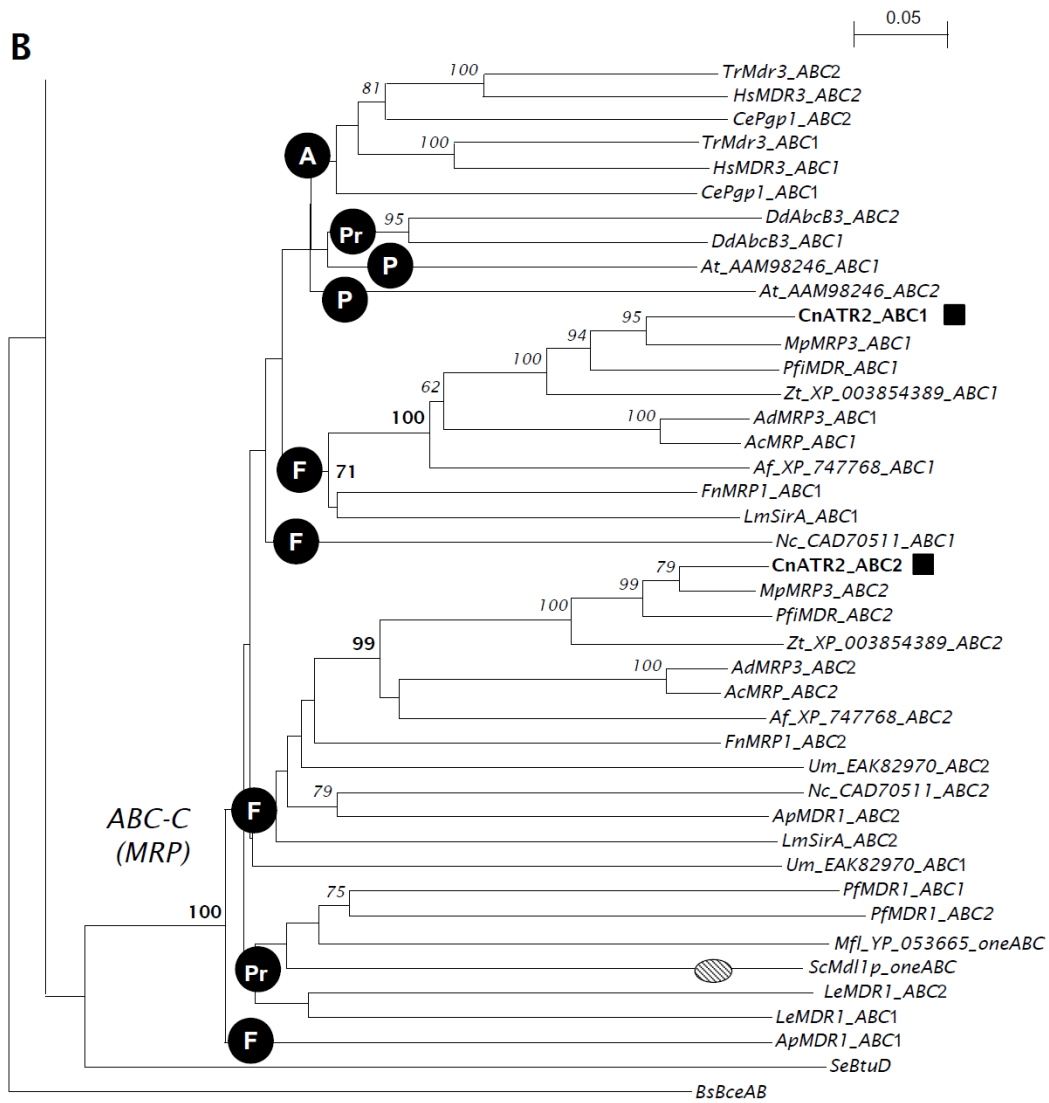 0.05
B
100 TrMdr3_ABC2
HsMDR3_ABC2
81
CePgp1_ABC2
100 TrMdr3_ABC1
A
HsMDR3_ABC1
CePgp1_ABC1
Pr 95 DdAbcB3_ABC2
DdAbcB3_ABC1
P At_AAM98246_ABC1
P At_AAM98246_ABC2
95 CnATR2_ABC1
94 MpMRP3_ABC1
100 PfiMDR_ABC1
62 Zt_XP_003854389_ABC1
100 100 AdMRP3_ABC1
AcMRP_ABC1
F 71 Af_XP_747768_ABC1
FnMRP1_ABC1
LmSirA_ABC1
F Nc_CAD70511_ABC1
79 CnATR2_ABC2
99 MpMRP3_ABC2
100 PfiMDR_ABC2
99 Zt_XP_003854389_ABC2
100 AdMRP3_ABC2
AcMRP_ABC2
Af_XP_747768_ABC2
FnMRP1_ABC2
Um_EAK82970_ABC2
79 Nc_CAD70511_ABC2
F
ABC-C
(MRP)
ApMDR1_ABC2
LmSirA_ABC2
Um_EAK82970_ABC1
75 PfMDR1_ABC1
100 PfMDR1_ABC2
Mfl_YP_053665_oneABC
Pr ScMdl1p_oneABC
LeMDR1_ABC2
LeMDR1_ABC1
F ApMDR1_ABC1
SeBtuD
BsBceAB